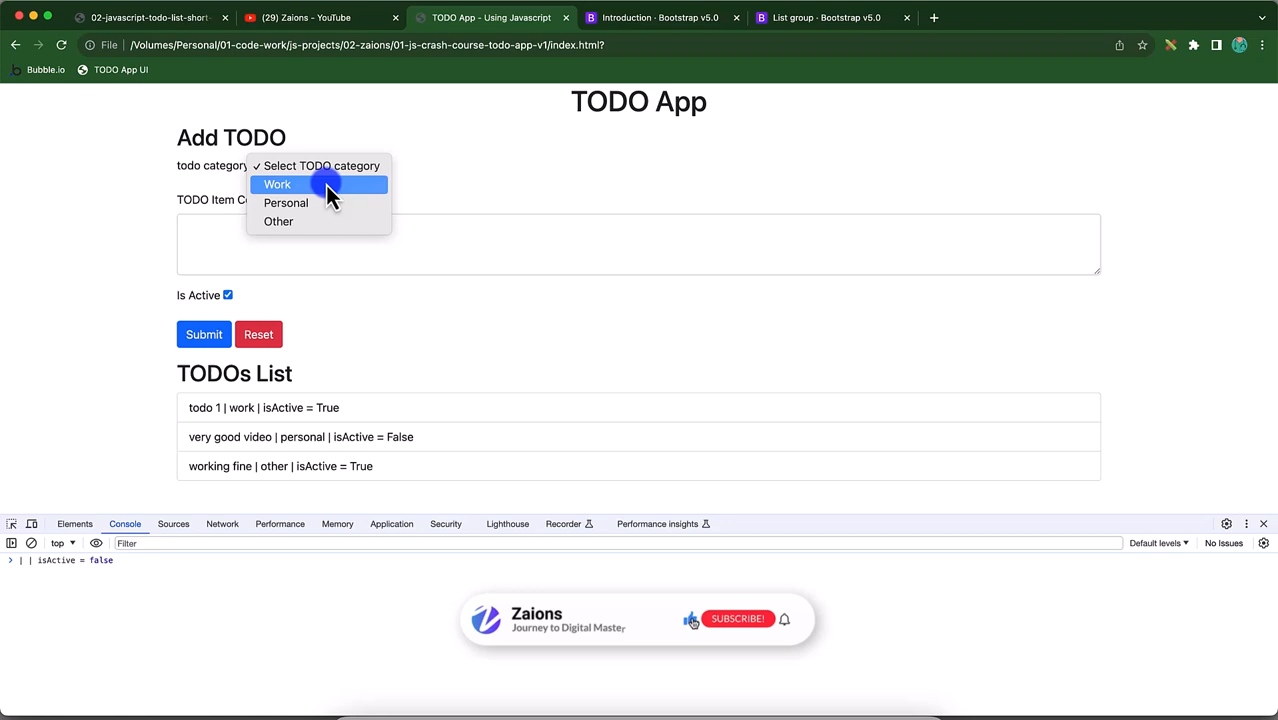 02-javascript-todo-list-short-
(29) Zaions - YouTube
TODO App - Using Javascript
Introduction · Bootstrap v5.0
List group · Bootstrap v5.0
File
/Volumes/Personal/01-code-work/js-projects/02-zaions/01-js-crash-course-todo-app-v1/index.html?
Bubble.io
TODO App UI
TODO App
Add TODO
todo category
✓ Select TODO category
Work
Personal
Other
TODO Item Co
Is Active
Submit
Reset
TODOs List
todo 1 | work | isActive = True
very good video | personal | isActive = False
working fine | other | isActive = True
Elements
Console
Sources
Network
Performance
Memory
Application
Security
Lighthouse
Recorder
Performance insights
top
Filter
Default levels
No Issues
> | | isActive = false
Zaions
Journey to Digital Master
SUBSCRIBE!